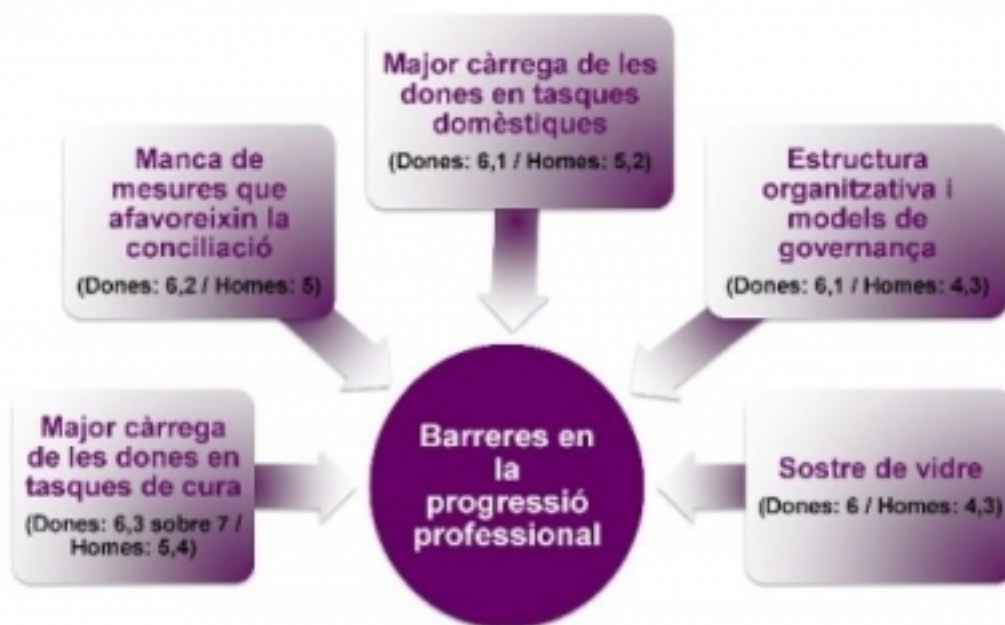 Major càrrega de les
dones en tasques
domèstiques
(Dones: 6,1 / Homes: 5,2)
Manca de
mesures que
afavoreixin la
conciliació
(Dones: 6,2 / Homes: 5)
Estructura
organitzativa i
models de
governança
(Dones: 6,1 / Homes: 4,3)
Major càrrega
de les dones en
tasques de cura
(Dones: 6,3 sobre 7 /
Homes: 5,4)
Barreres en
la
progressió
professional
Sostre de vidre
(Dones: 6 / Homes: 4,3)